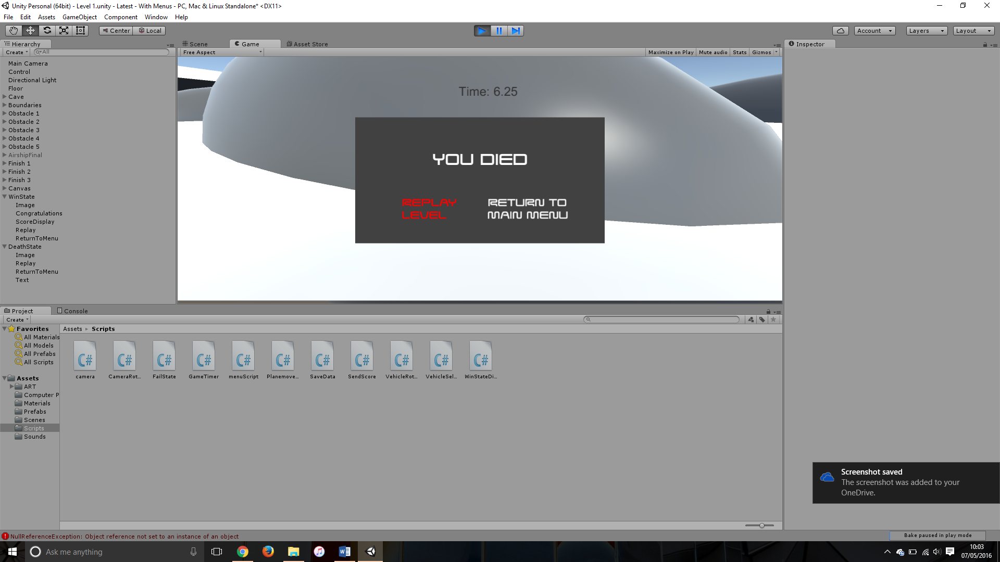 Unity Personal (64bit) - Level 1.unity - Latest - With Menus - PC, Mac & Linux Standalone* <DX11>
File Edit Assets GameObject Component Window Help
Center Local
Account Layers Layout
Hierarchy
Create All
Main Camera
Control
Directional Light
Floor
Cave
Boundaries
Obstacle 1
Obstacle 2
Obstacle 3
Obstacle 4
Obstacle 5
AirshipFinal
Finish 1
Finish 2
Finish 3
Canvas
WinState
Image
Congratulations
ScoreDisplay
Replay
ReturnToMenu
DeathState
Image
Replay
ReturnToMenu
Text
Scene Game Asset Store
Free Aspect Maximize on Play Mute audio Stats Gizmos
Time: 6.25
YOU DIED
REPLAY
LEVEL
RETURN TO
MAIN MENU
Inspector
Project Console
Create
Favorites
All Materials
All Models
All Prefabs
All Scripts
Assets
ART
Computer P
Materials
Prefabs
Scenes
Scripts
Sounds
Assets Scripts
C# C# C# C# C# C# C# C# C# C# C#
camera CameraRot... FailState GameTimer menuScript Planemove... SaveData SendScore VehicleRot... VehicleSel... WinStateDi...
Screenshot saved
The screenshot was added to your
OneDrive.
NullReferenceException: Object reference not set to an instance of an object
Bake paused in play mode
Ask me anything
10:03
07/05/2016